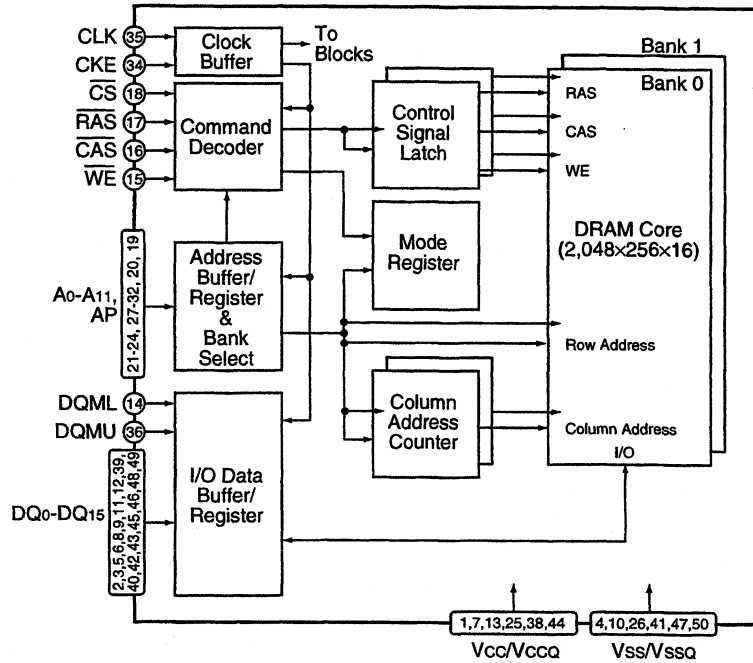 CLK 35
CKE 34
CS 18
RAS 17
CAS 16
WE 15
A0-A11,
AP
21-24, 27-32, 20, 19
DQML 14
DQMU 36
DQ0-DQ15
2,3,5,6,8,9,11,12,39,
40,42,43,45,46,48,49
Clock
Buffer
To
Blocks
Command
Decoder
Address
Buffer/
Register
&
Bank
Select
I/O Data
Buffer/
Register
Control
Signal
Latch
Mode
Register
Column
Address
Counter
Bank 1
Bank 0
RAS
CAS
WE
DRAM Core
(2,048×256×16)
Row Address
Column Address
I/O
1,7,13,25,38,44
VCC/VCCQ
4,10,26,41,47,50
VSS/VSSQ